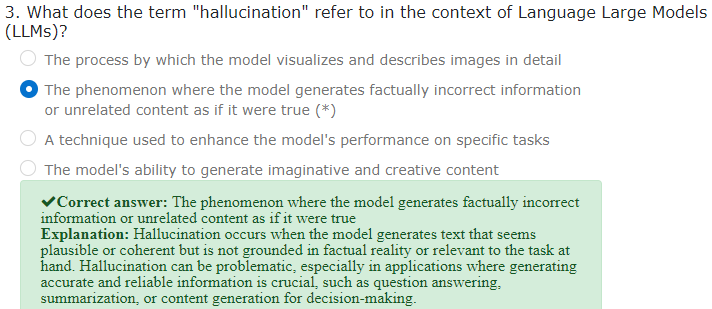 3. What does the term "hallucination" refer to in the context of Language Large Models
(LLMs)?
The process by which the model visualizes and describes images in detail
The phenomenon where the model generates factually incorrect information
or unrelated content as if it were true (*)
A technique used to enhance the model's performance on specific tasks
The model's ability to generate imaginative and creative content
✔Correct answer: The phenomenon where the model generates factually incorrect
information or unrelated content as if it were true
Explanation: Hallucination occurs when the model generates text that seems
plausible or coherent but is not grounded in factual reality or relevant to the task at
hand. Hallucination can be problematic, especially in applications where generating
accurate and reliable information is crucial, such as question answering,
summarization, or content generation for decision-making.